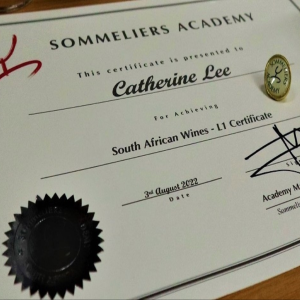 SOMMELIERS ACADEMY
This certificate is presented to
Catherine Lee
For Achieving
South African Wines - L1 Certificate
3rd August 2022
Date
Academy M
Sommeli